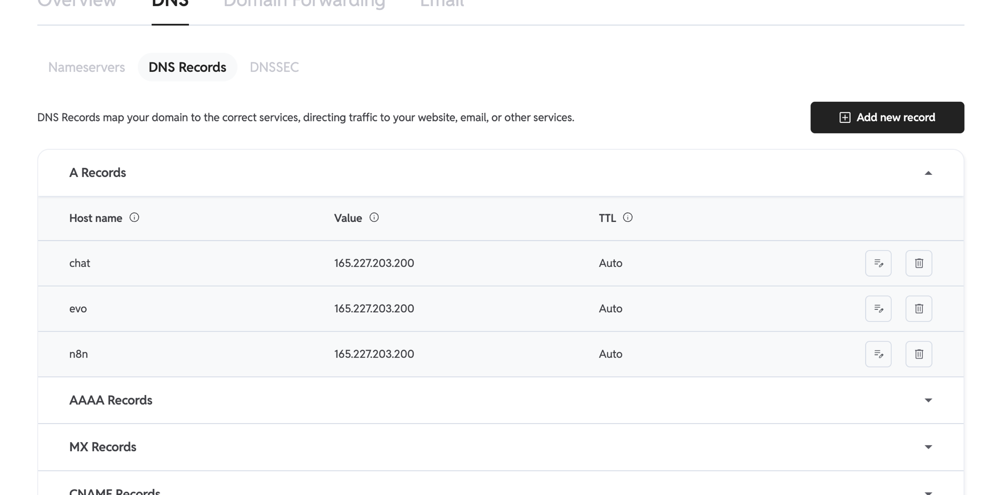 Overview DNS Domain Forwarding Email
Nameservers DNS Records DNSSEC
DNS Records map your domain to the correct services, directing traffic to your website, email, or other services.
Add new record
A Records
Host name Value TTL
chat 165.227.203.200 Auto
evo 165.227.203.200 Auto
n8n 165.227.203.200 Auto
AAAA Records
MX Records
CNAME Records